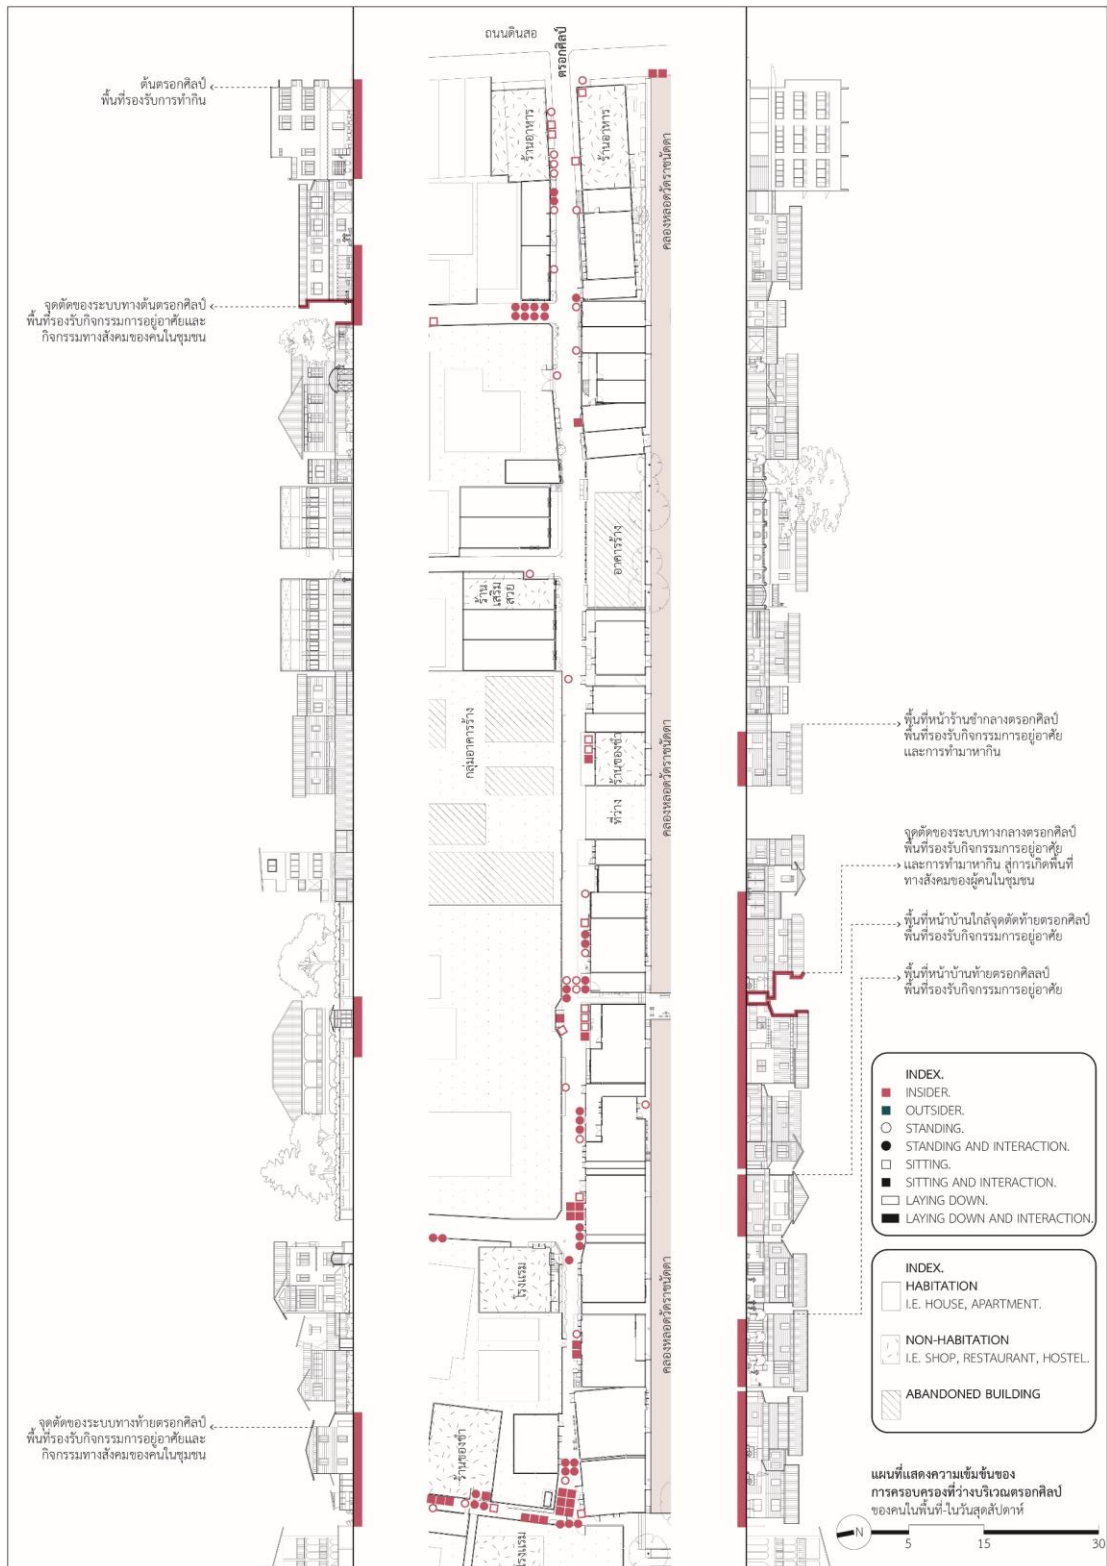 ถนนดินสอ
ตรอกศิลป์
ต้นตรอกศิลป์
พื้นที่รองรับการทำกิน
ร้านอาหาร
ร้านอาหาร
คลองหลอดวัดราชนัดดา
จุดตัดของระบบทางต้นตรอกศิลป์
พื้นที่รองรับกิจกรรมการอยู่อาศัยและ
กิจกรรมทางสังคมของคนในชุมชน
อาคารร้าง
ร้าน
เสริม
สวย
กลุ่มอาคารร้าง
ร้านของชำ
ที่ว่าง
คลองหลอดวัดราชนัดดา
พื้นที่หน้าร้านชำกลางตรอกศิลป์
พื้นที่รองรับกิจกรรมการอยู่อาศัย
และการทำมาหากิน
จุดตัดของระบบทางกลางตรอกศิลป์
พื้นที่รองรับกิจกรรมการอยู่อาศัย
และการทำมาหากิน สู่การเกิดพื้นที่
ทางสังคมของผู้คนในชุมชน
พื้นที่หน้าบ้านใกล้จุดตัดท้ายตรอกศิลป์
พื้นที่รองรับกิจกรรมการอยู่อาศัย
พื้นที่หน้าบ้านท้ายตรอกศิลลป์
พื้นที่รองรับกิจกรรมการอยู่อาศัย
INDEX.
INSIDER.
OUTSIDER.
STANDING.
STANDING AND INTERACTION.
SITTING.
SITTING AND INTERACTION.
LAYING DOWN.
LAYING DOWN AND INTERACTION.
INDEX.
HABITATION
I.E. HOUSE, APARTMENT.
NON-HABITATION
I.E. SHOP, RESTAURANT, HOSTEL.
ABANDONED BUILDING
โรงแรม
คลองหลอดวัดราชนัดดา
จุดตัดของระบบทางท้ายตรอกศิลป์
พื้นที่รองรับกิจกรรมการอยู่อาศัยและ
กิจกรรมทางสังคมของคนในชุมชน
ร้านของชำ
โรงแรม
แผนที่แสดงความเข้มข้นของ
การครอบครองที่ว่างบริเวณตรอกศิลป์
ของคนในพื้นที่-ในวันสุดสัปดาห์
N
5 15 30